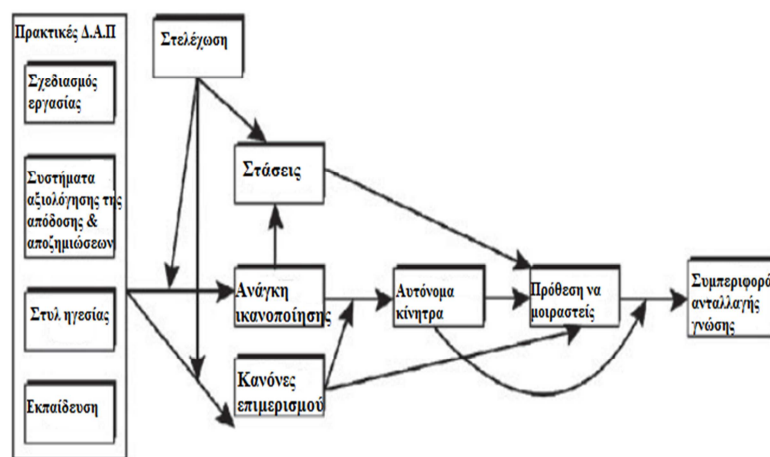 Πρακτικές Δ.Α.Π
Σχεδιασμός
εργασίας
Συστήματα
αξιολόγησης της
απόδοσης &
αποζημιώσεων
Στυλ ηγεσίας
Εκπαίδευση
Στελέχωση
Στάσεις
Ανάγκη
ικανοποίησης
Κανόνες
επιμερισμού
Αυτόνομα
κίνητρα
Πρόθεση να
μοιραστείς
Συμπεριφορά
ανταλλαγής
γνώσης